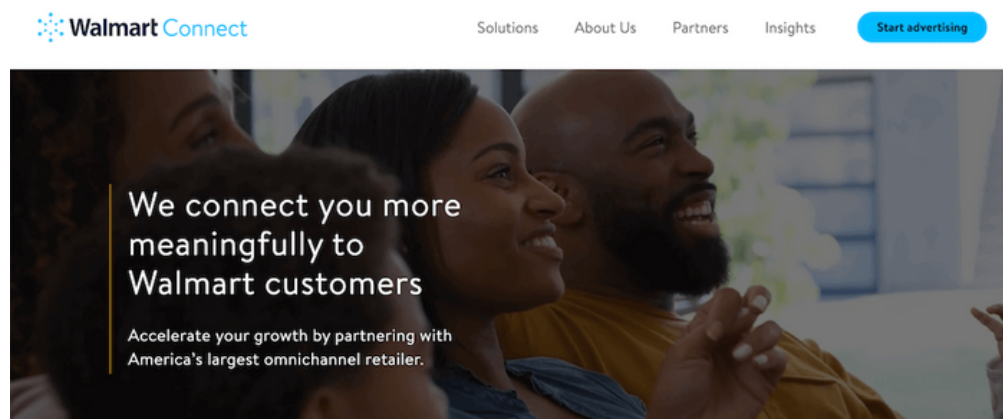 Walmart Connect
Solutions
About Us
Partners
Insights
Start advertising
We connect you more
meaningfully to
Walmart customers
Accelerate your growth by partnering with
America's largest omnichannel retailer.